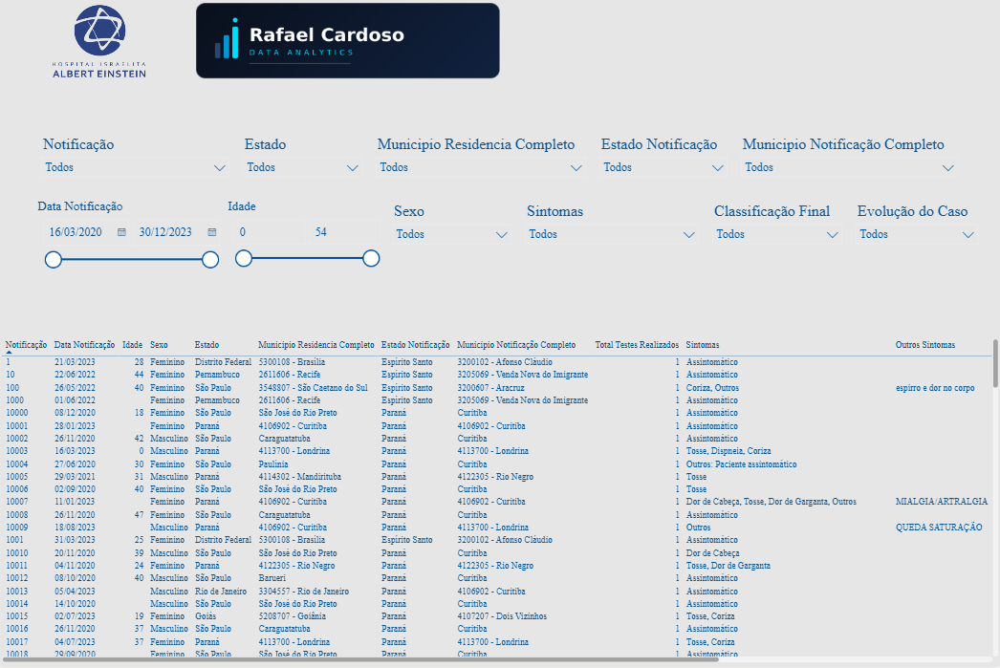 HOSPITAL ISRAELITA
ALBERT EINSTEIN
Rafael Cardoso
DATA ANALYTICS
Notificação Estado Municipio Residencia Completo Estado Notificação Municipio Notificação Completo
Todos Todos Todos Todos Todos
Data Notificação Idade Sexo Sintomas Classificação Final Evolução do Caso
16/03/2020 30/12/2023 0 54 Todos Todos Todos Todos
Notificação Data Notificação Idade Sexo Estado Municipio Residencia Completo Estado Notificação Municipio Notificação Completo Total Testes Realizados Sintomas Outros Sintomas
1 21/03/2023 28 Feminino Distrito Federal 5300108 - Brasília Espírito Santo 3200102 - Afonso Cláudio 1 Assintomático
10 22/06/2022 44 Feminino Pernambuco 2611606 - Recife Espírito Santo 3205069 - Venda Nova do Imigrante 1 Assintomático
100 26/05/2022 40 Feminino São Paulo 3548807 - São Caetano do Sul Espírito Santo 3200607 - Aracruz 1 Coriza, Outros espirro e dor no corpo
1000 01/06/2022 Feminino Pernambuco 2611606 - Recife Espírito Santo 3205069 - Venda Nova do Imigrante 1 Assintomático
10000 08/12/2020 18 Feminino São Paulo São José do Rio Preto Paraná Curitiba 1 Assintomático
10001 28/01/2023 Feminino Paraná 4106902 - Curitiba Paraná 4106902 - Curitiba 1 Assintomático
10002 26/11/2020 42 Masculino São Paulo Caraguatatuba Paraná Curitiba 1 Assintomático
10003 16/03/2023 0 Masculino Paraná 4113700 - Londrina Paraná 4113700 - Londrina 1 Tosse, Dispneia, Coriza
10004 27/06/2020 30 Feminino São Paulo Paulínia Paraná Curitiba 1 Outros: Paciente assintomático
10005 29/03/2021 31 Masculino Paraná 4114302 - Mandirituba Paraná 4122305 - Rio Negro 1 Tosse
10006 02/09/2020 40 Feminino São Paulo São José do Rio Preto Paraná Curitiba 1 Tosse
10007 11/01/2023 Feminino Paraná 4106902 - Curitiba Paraná 4106902 - Curitiba 1 Dor de Cabeça, Tosse, Dor de Garganta, Outros MIALGIA/ARTRALGIA
10008 26/11/2020 47 Feminino São Paulo Caraguatatuba Paraná Curitiba 1 Assintomático
10009 18/08/2023 Masculino Paraná 4106902 - Curitiba Paraná 4113700 - Londrina 1 Outros QUEDA SATURAÇÃO
1001 31/03/2023 25 Feminino Distrito Federal 5300108 - Brasília Espírito Santo 3200102 - Afonso Cláudio 1 Assintomático
10010 20/11/2020 39 Masculino São Paulo São José do Rio Preto Paraná Curitiba 1 Dor de Cabeça
10011 04/11/2020 24 Feminino Paraná 4122305 - Rio Negro Paraná 4122305 - Rio Negro 1 Tosse, Dor de Garganta
10012 08/10/2020 40 Masculino São Paulo Barueri Paraná Curitiba 1 Assintomático
10013 05/04/2023 Masculino Rio de Janeiro 3304557 - Rio de Janeiro Paraná 4106902 - Curitiba 1 Assintomático
10014 14/10/2020 Masculino São Paulo São José do Rio Preto Paraná Curitiba 1 Assintomático
10015 02/07/2023 19 Feminino Goiás 5208707 - Goiânia Paraná 4107207 - Dois Vizinhos 1 Tosse, Coriza
10016 26/11/2020 37 Masculino São Paulo Caraguatatuba Paraná Curitiba 1 Assintomático
10017 04/07/2023 37 Feminino Paraná 4113700 - Londrina Paraná 4113700 - Londrina 1 Tosse, Coriza
10018 29/09/2020 Feminino São Paulo São José do Rio Preto Paraná Curitiba 1 Assintomático